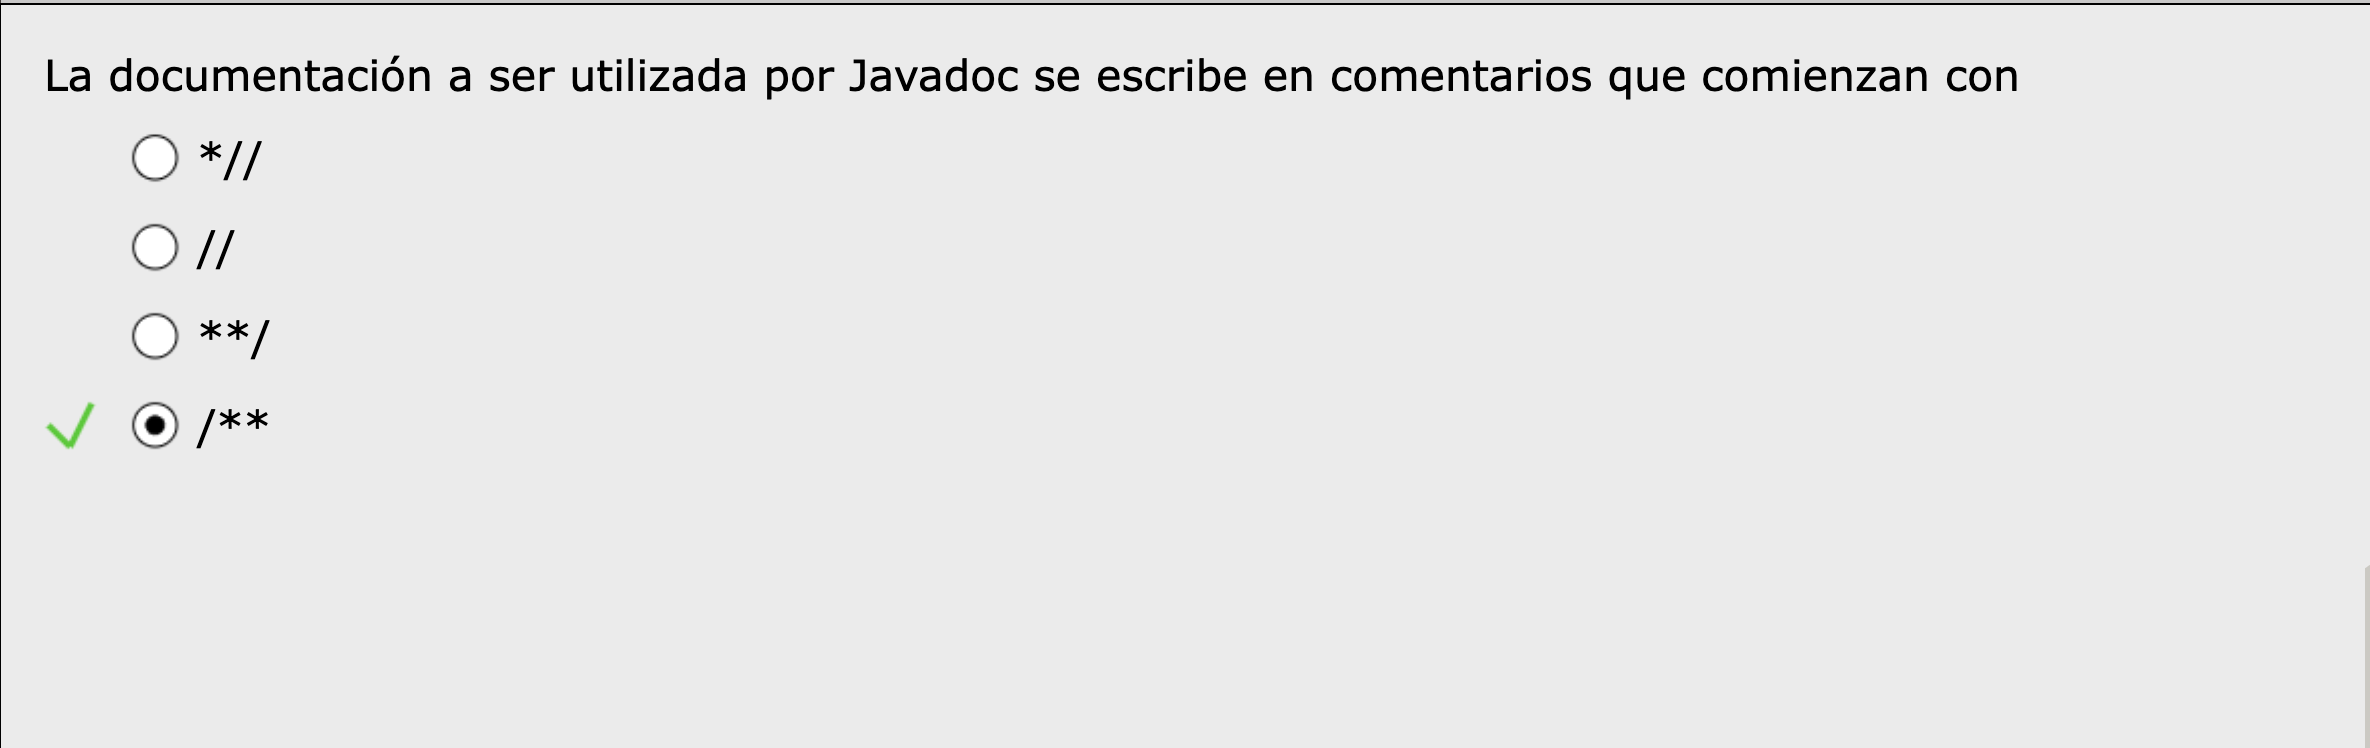 La documentación a ser utilizada por Javadoc se escribe en comentarios que comienzan con
*//
//
**/
/**